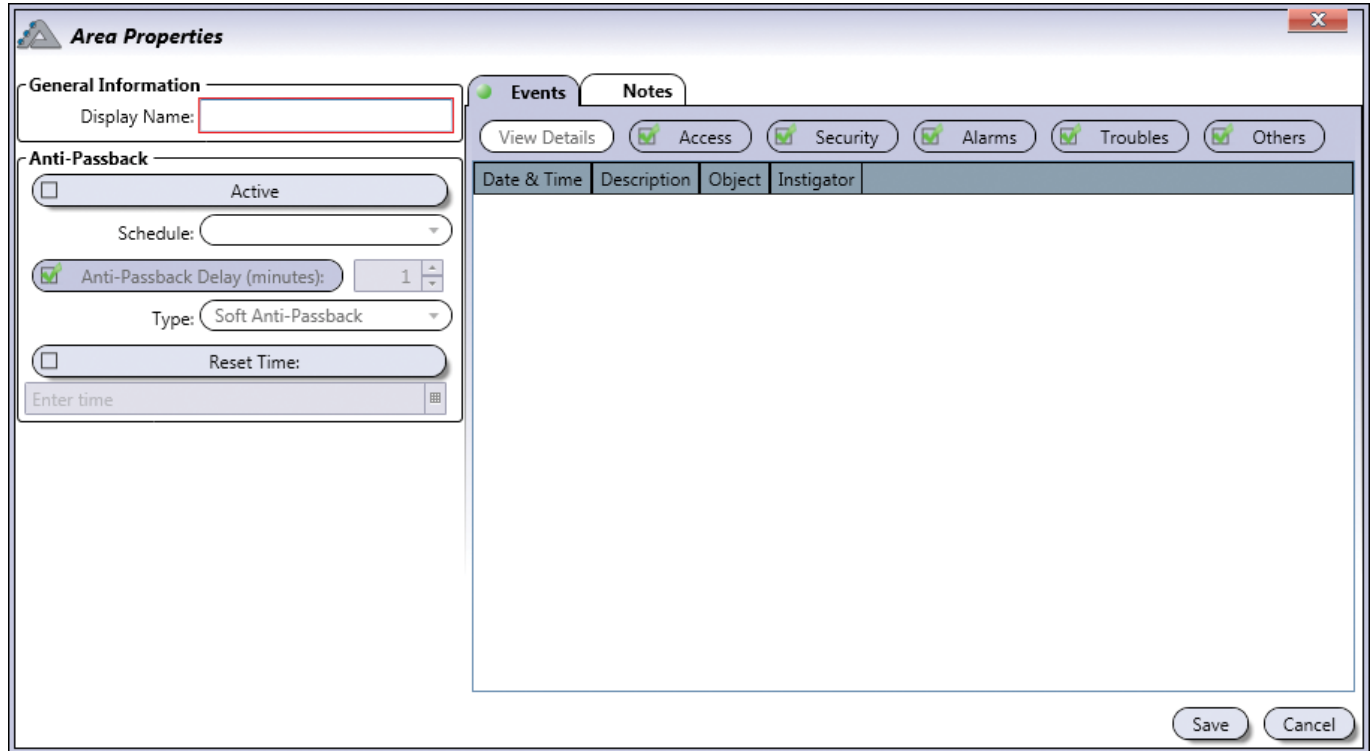 Area Properties
X
General Information
Display Name:
Anti-Passback
Active
Schedule:
Anti-Passback Delay (minutes): 1
Type: Soft Anti-Passback
Reset Time:
Enter time
Events Notes
View Details Access Security Alarms Troubles Others
Date & Time Description Object Instigator
Save Cancel